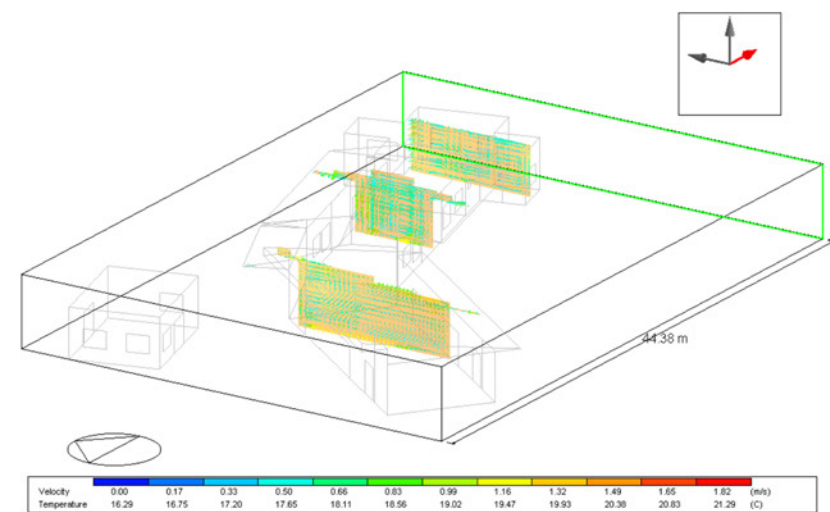 44.38 m
Velocity 0.00 0.17 0.33 0.50 0.66 0.83 0.99 1.16 1.32 1.49 1.65 1.82 (m/s)
Temperature 16.29 16.75 17.20 17.65 18.11 18.56 19.02 19.47 19.93 20.38 20.83 21.29 (C)